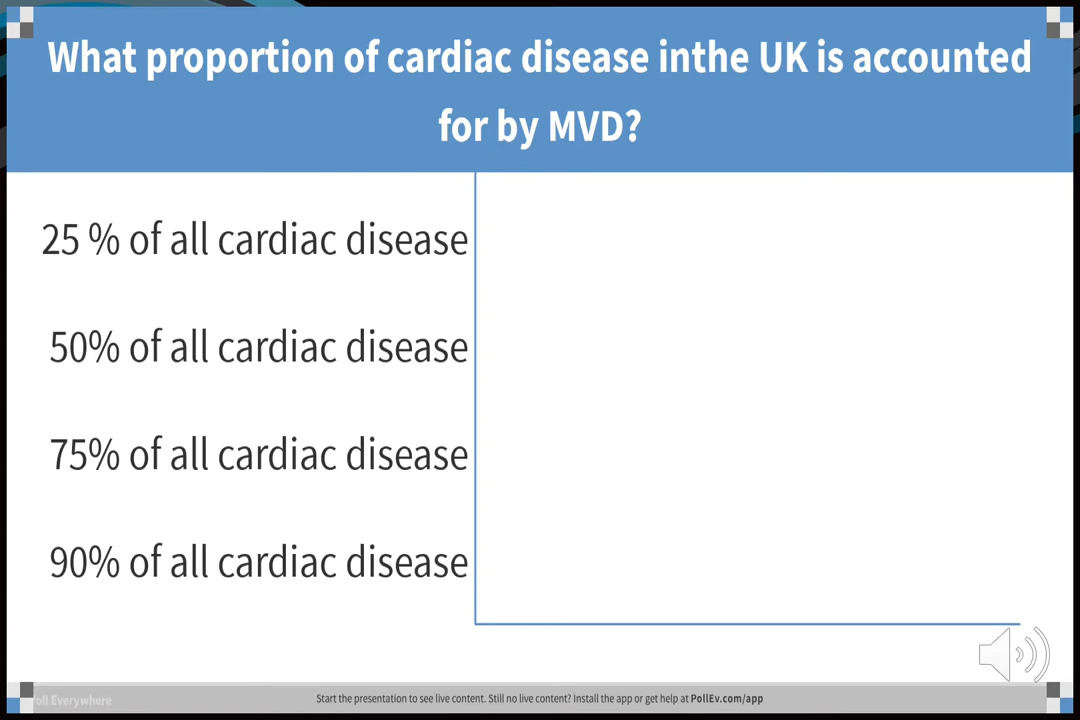 What proportion of cardiac disease inthe UK is accounted
for by MVD?
25 % of all cardiac disease
50% of all cardiac disease
75% of all cardiac disease
90% of all cardiac disease
Poll Everywhere
Start the presentation to see live content. Still no live content? Install the app or get help at PollEv.com/app